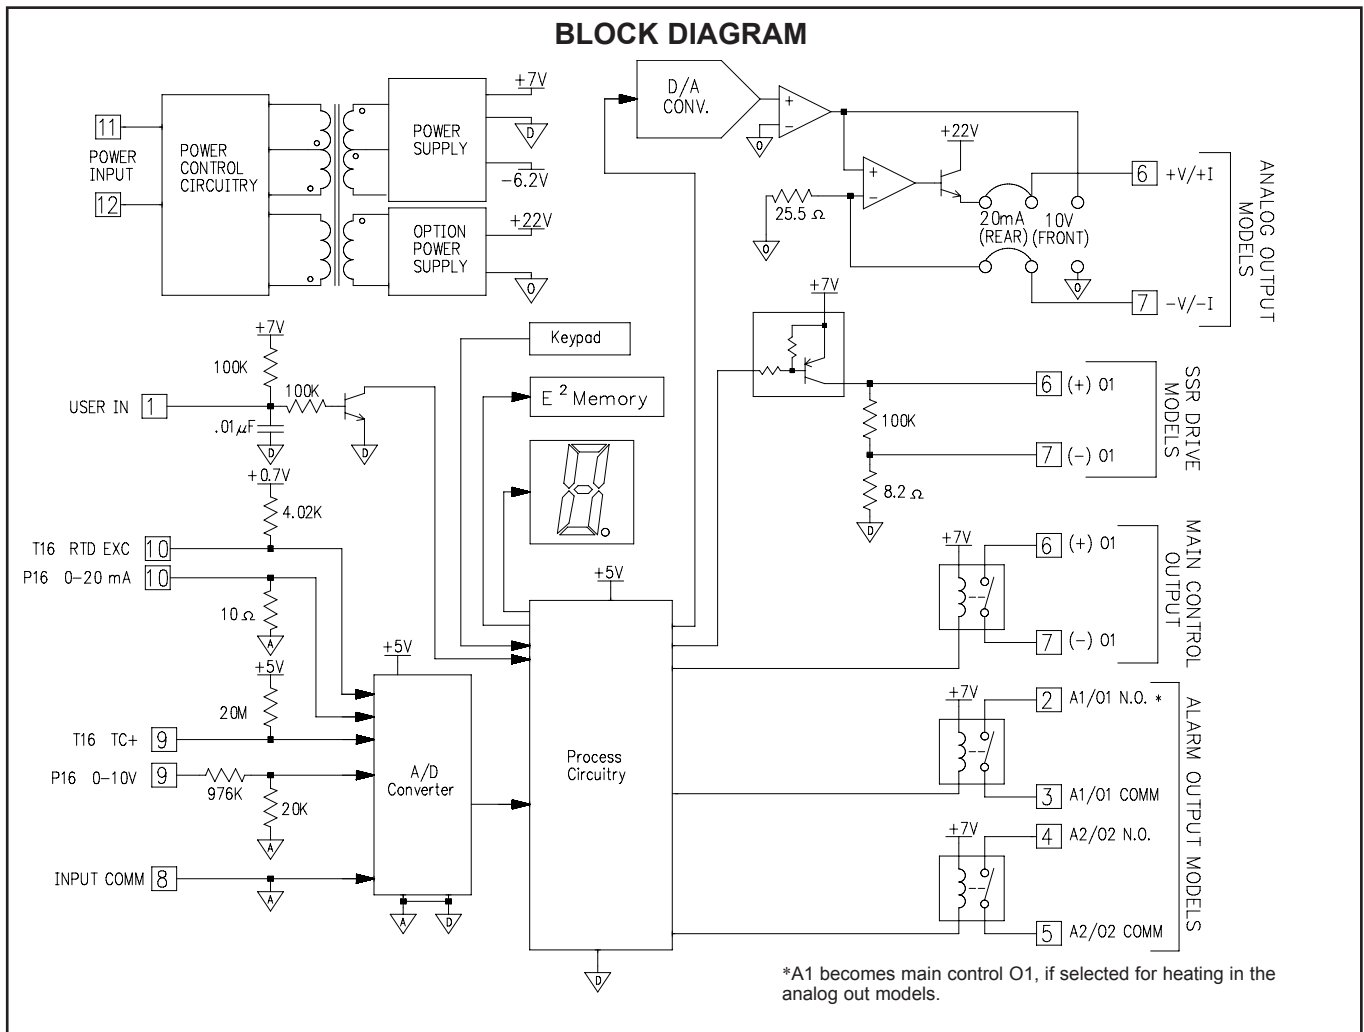 BLOCK DIAGRAM
11
POWER
INPUT
12
POWER
CONTROL
CIRCUITRY
POWER
SUPPLY
+7V
D
-6.2V
OPTION
POWER
SUPPLY
+22V
O
D/A
CONV.
+
-
O
+
-
+22V
25.5 Ω
O
20mA
(REAR)
10V
(FRONT)
O
6 +V/+I
7 -V/-I
ANALOG OUTPUT
MODELS
+7V
100K
USER IN 1
100K
.01μF
D
D
Keypad
E2 Memory
+7V
6 (+) O1
100K
7 (-) O1
8.2 Ω
D
SSR DRIVE
MODELS
+0.7V
4.02K
T16 RTD EXC 10
P16 0-20 mA 10
10Ω
A
+5V
20M
T16 TC+ 9
P16 0-10V 9
976K
20K
A
INPUT COMM 8
A
+5V
A/D
Converter
A
D
+5V
Process
Circuitry
D
+7V
6 (+) O1
7 (-) O1
MAIN CONTROL
OUTPUT
+7V
2 A1/O1 N.O. *
3 A1/O1 COMM
+7V
4 A2/O2 N.O.
5 A2/O2 COMM
ALARM OUTPUT MODELS
*A1 becomes main control O1, if selected for heating in the
analog out models.